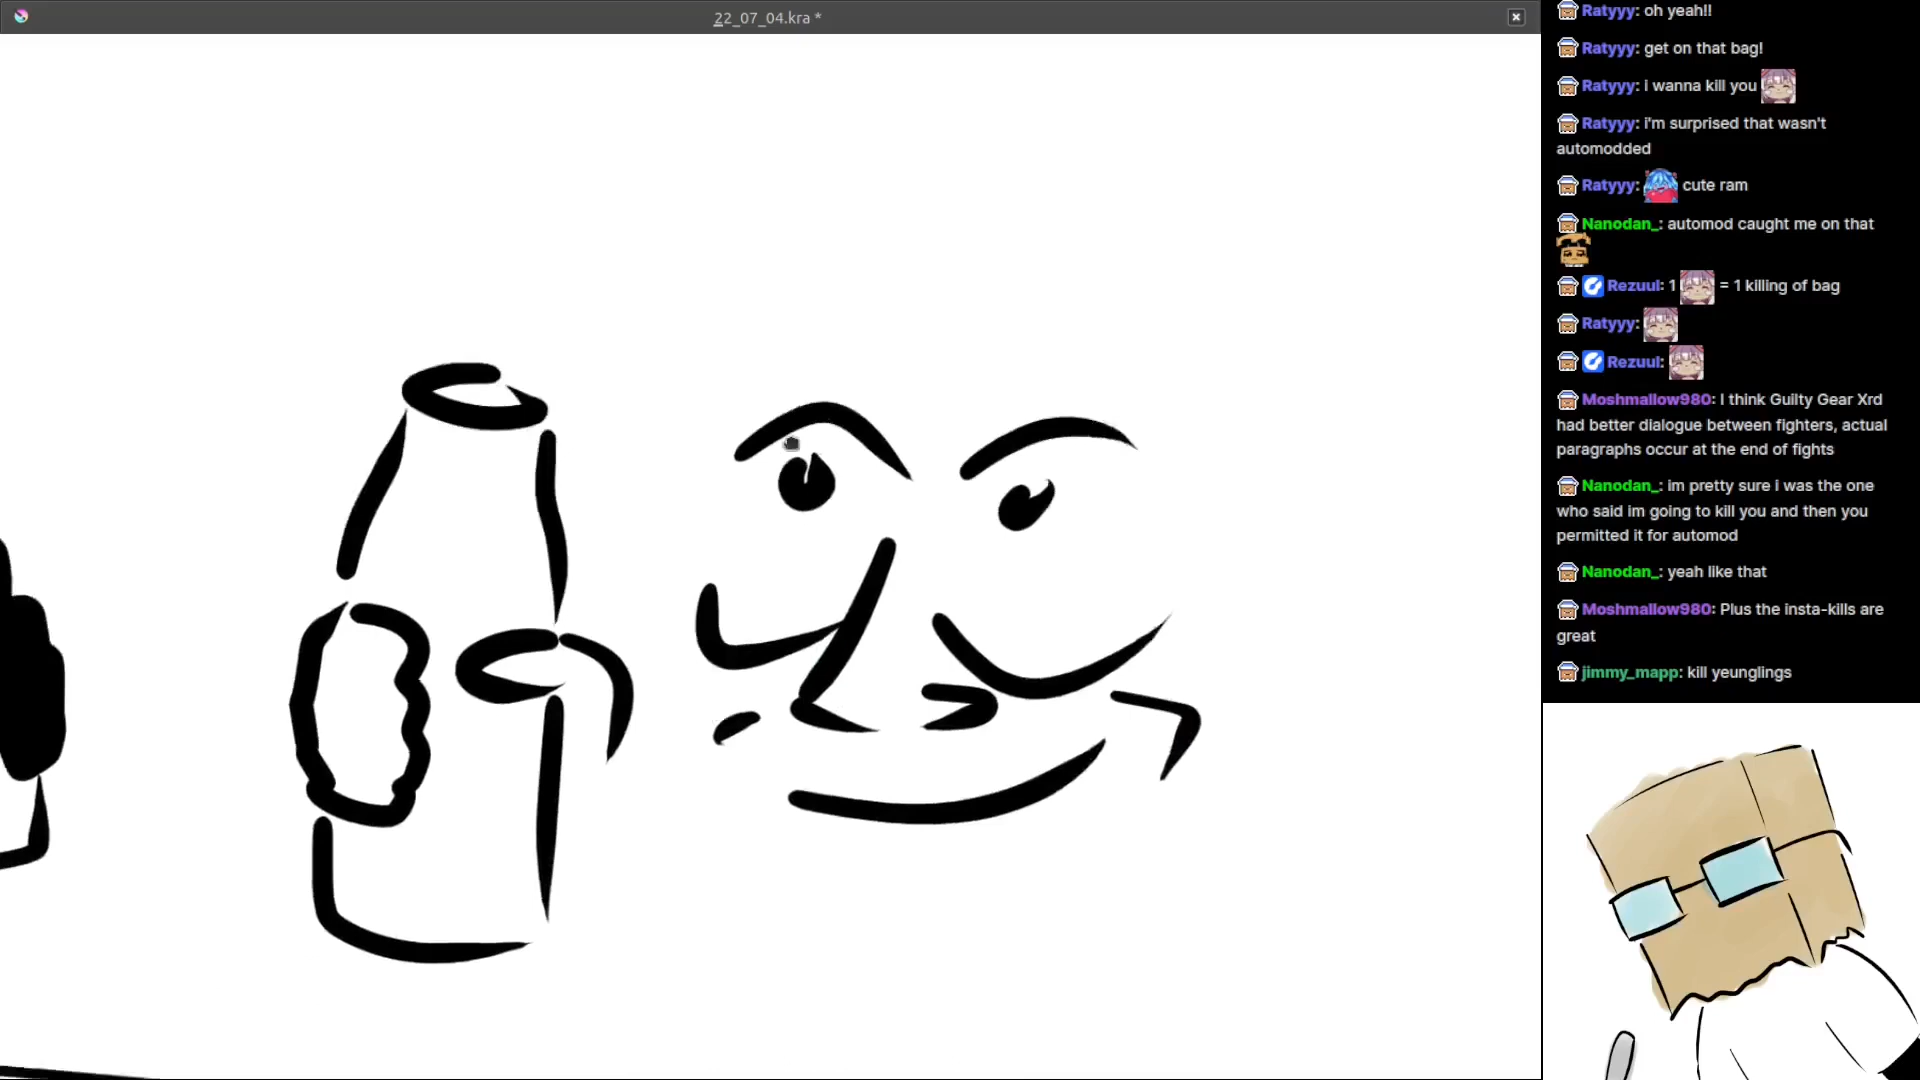 22_07_04.kra *
Ratyyy: oh yeah!!
Ratyyy: get on that bag!
Ratyyy: i wanna kill you
Ratyyy: i'm surprised that wasn't
automodded
Ratyyy: cute ram
Nanodan_: automod caught me on that
Rezuul: 1 = 1 killing of bag
Ratyyy:
Rezuul:
Moshmallow980: I think Guilty Gear Xrd
had better dialogue between fighters, actual
paragraphs occur at the end of fights
Nanodan_: im pretty sure i was the one
who said im going to kill you and then you
permitted it for automod
Nanodan_: yeah like that
Moshmallow980: Plus the insta-kills are
great
jimmy_mapp: kill yeunglings